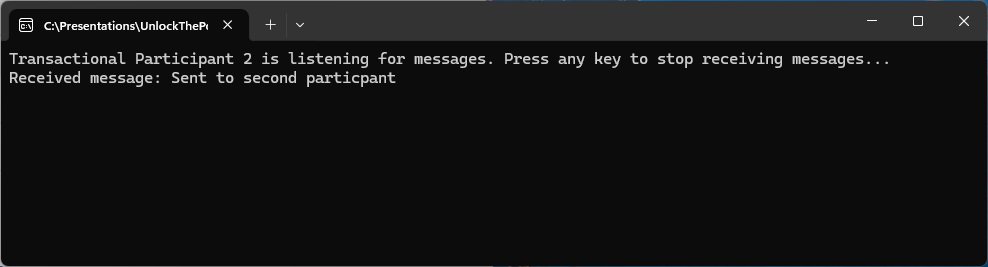 C:\Presentations\UnlockThePo
Transactional Participant 2 is listening for messages. Press any key to stop receiving messages...
Received message: Sent to second particpant